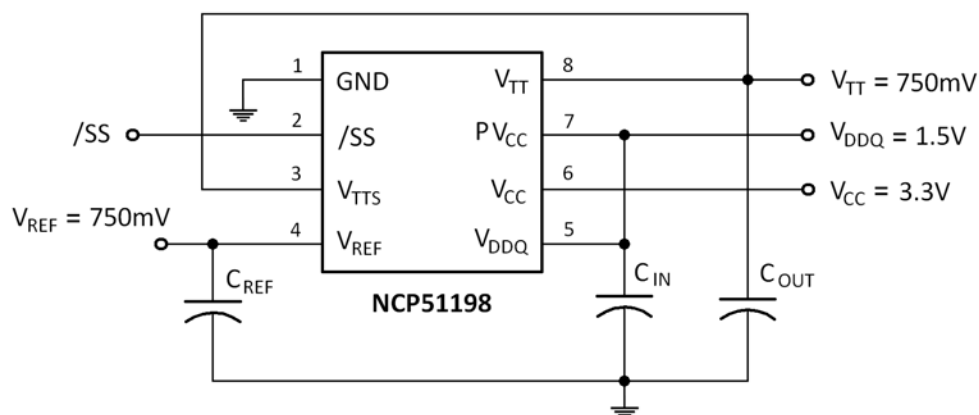 1 GND VTT 8 VTT = 750mV
/SS 2 /SS PVCC 7 VDDQ = 1.5V
3 VTTS VCC 6 VCC = 3.3V
VREF = 750mV 4 VREF VDDQ 5
CREF CIN COUT
NCP51198